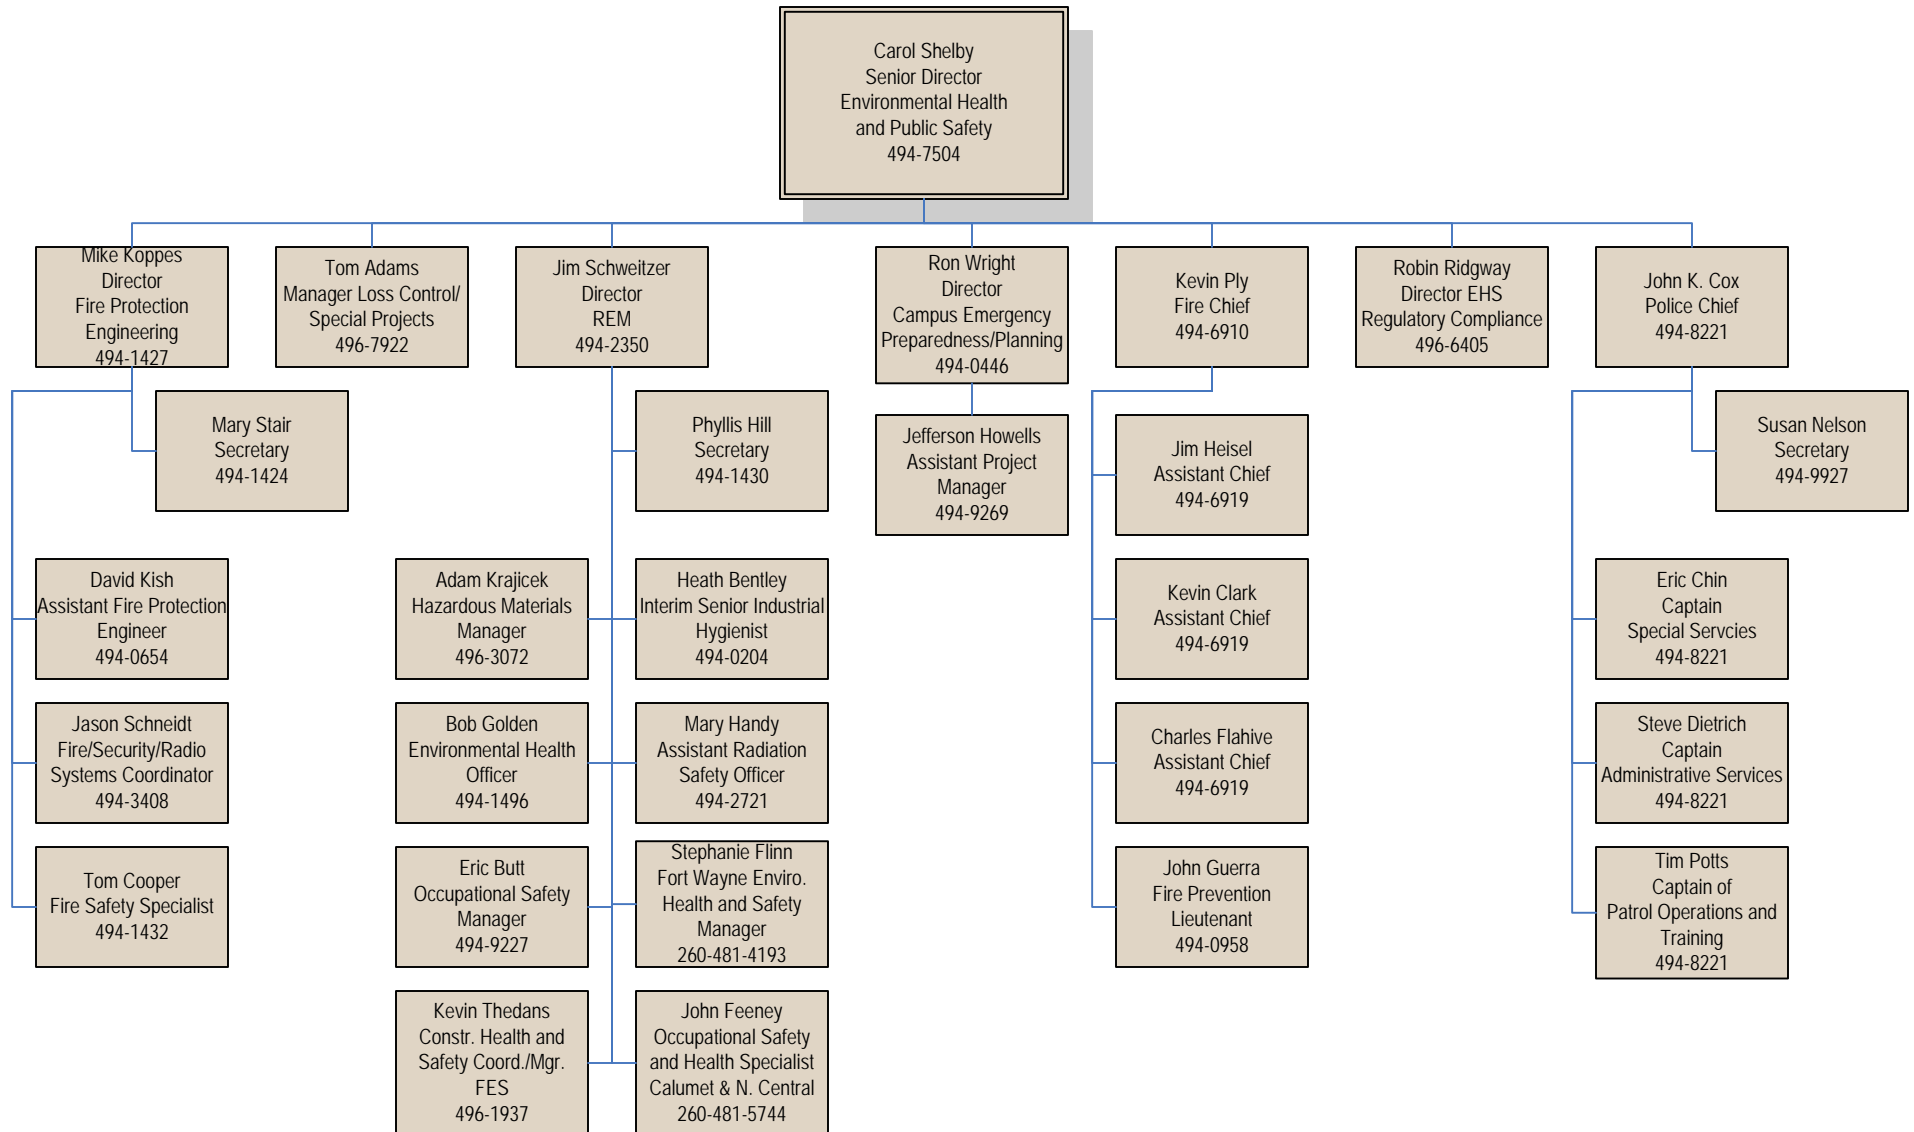 Carol Shelby
Senior Director
Environmental Health
and Public Safety
494-7504
Mike Koppes
Director
Fire Protection
Engineering
494-1427
Tom Adams
Manager Loss Control/
Special Projects
496-7922
Jim Schweitzer
Director
REM
494-2350
Ron Wright
Director
Campus Emergency
Preparedness/Planning
494-0446
Kevin Ply
Fire Chief
494-6910
Robin Ridgway
Director EHS
Regulatory Compliance
496-6405
John K. Cox
Police Chief
494-8221
Mary Stair
Secretary
494-1424
Phyllis Hill
Secretary
494-1430
Jefferson Howells
Assistant Project
Manager
494-9269
Jim Heisel
Assistant Chief
494-6919
Susan Nelson
Secretary
494-9927
David Kish
Assistant Fire Protection
Engineer
494-0654
Adam Krajicek
Hazardous Materials
Manager
496-3072
Heath Bentley
Interim Senior Industrial
Hygienist
494-0204
Kevin Clark
Assistant Chief
494-6919
Eric Chin
Captain
Special Servcies
494-8221
Jason Schneidt
Fire/Security/Radio
Systems Coordinator
494-3408
Bob Golden
Environmental Health
Officer
494-1496
Mary Handy
Assistant Radiation
Safety Officer
494-2721
Charles Flahive
Assistant Chief
494-6919
Steve Dietrich
Captain
Administrative Services
494-8221
Tom Cooper
Fire Safety Specialist
494-1432
Eric Butt
Occupational Safety
Manager
494-9227
Stephanie Flinn
Fort Wayne Enviro.
Health and Safety
Manager
260-481-4193
John Guerra
Fire Prevention
Lieutenant
494-0958
Tim Potts
Captain of
Patrol Operations and
Training
494-8221
Kevin Thedans
Constr. Health and
Safety Coord./Mgr.
FES
496-1937
John Feeney
Occupational Safety
and Health Specialist
Calumet & N. Central
260-481-5744